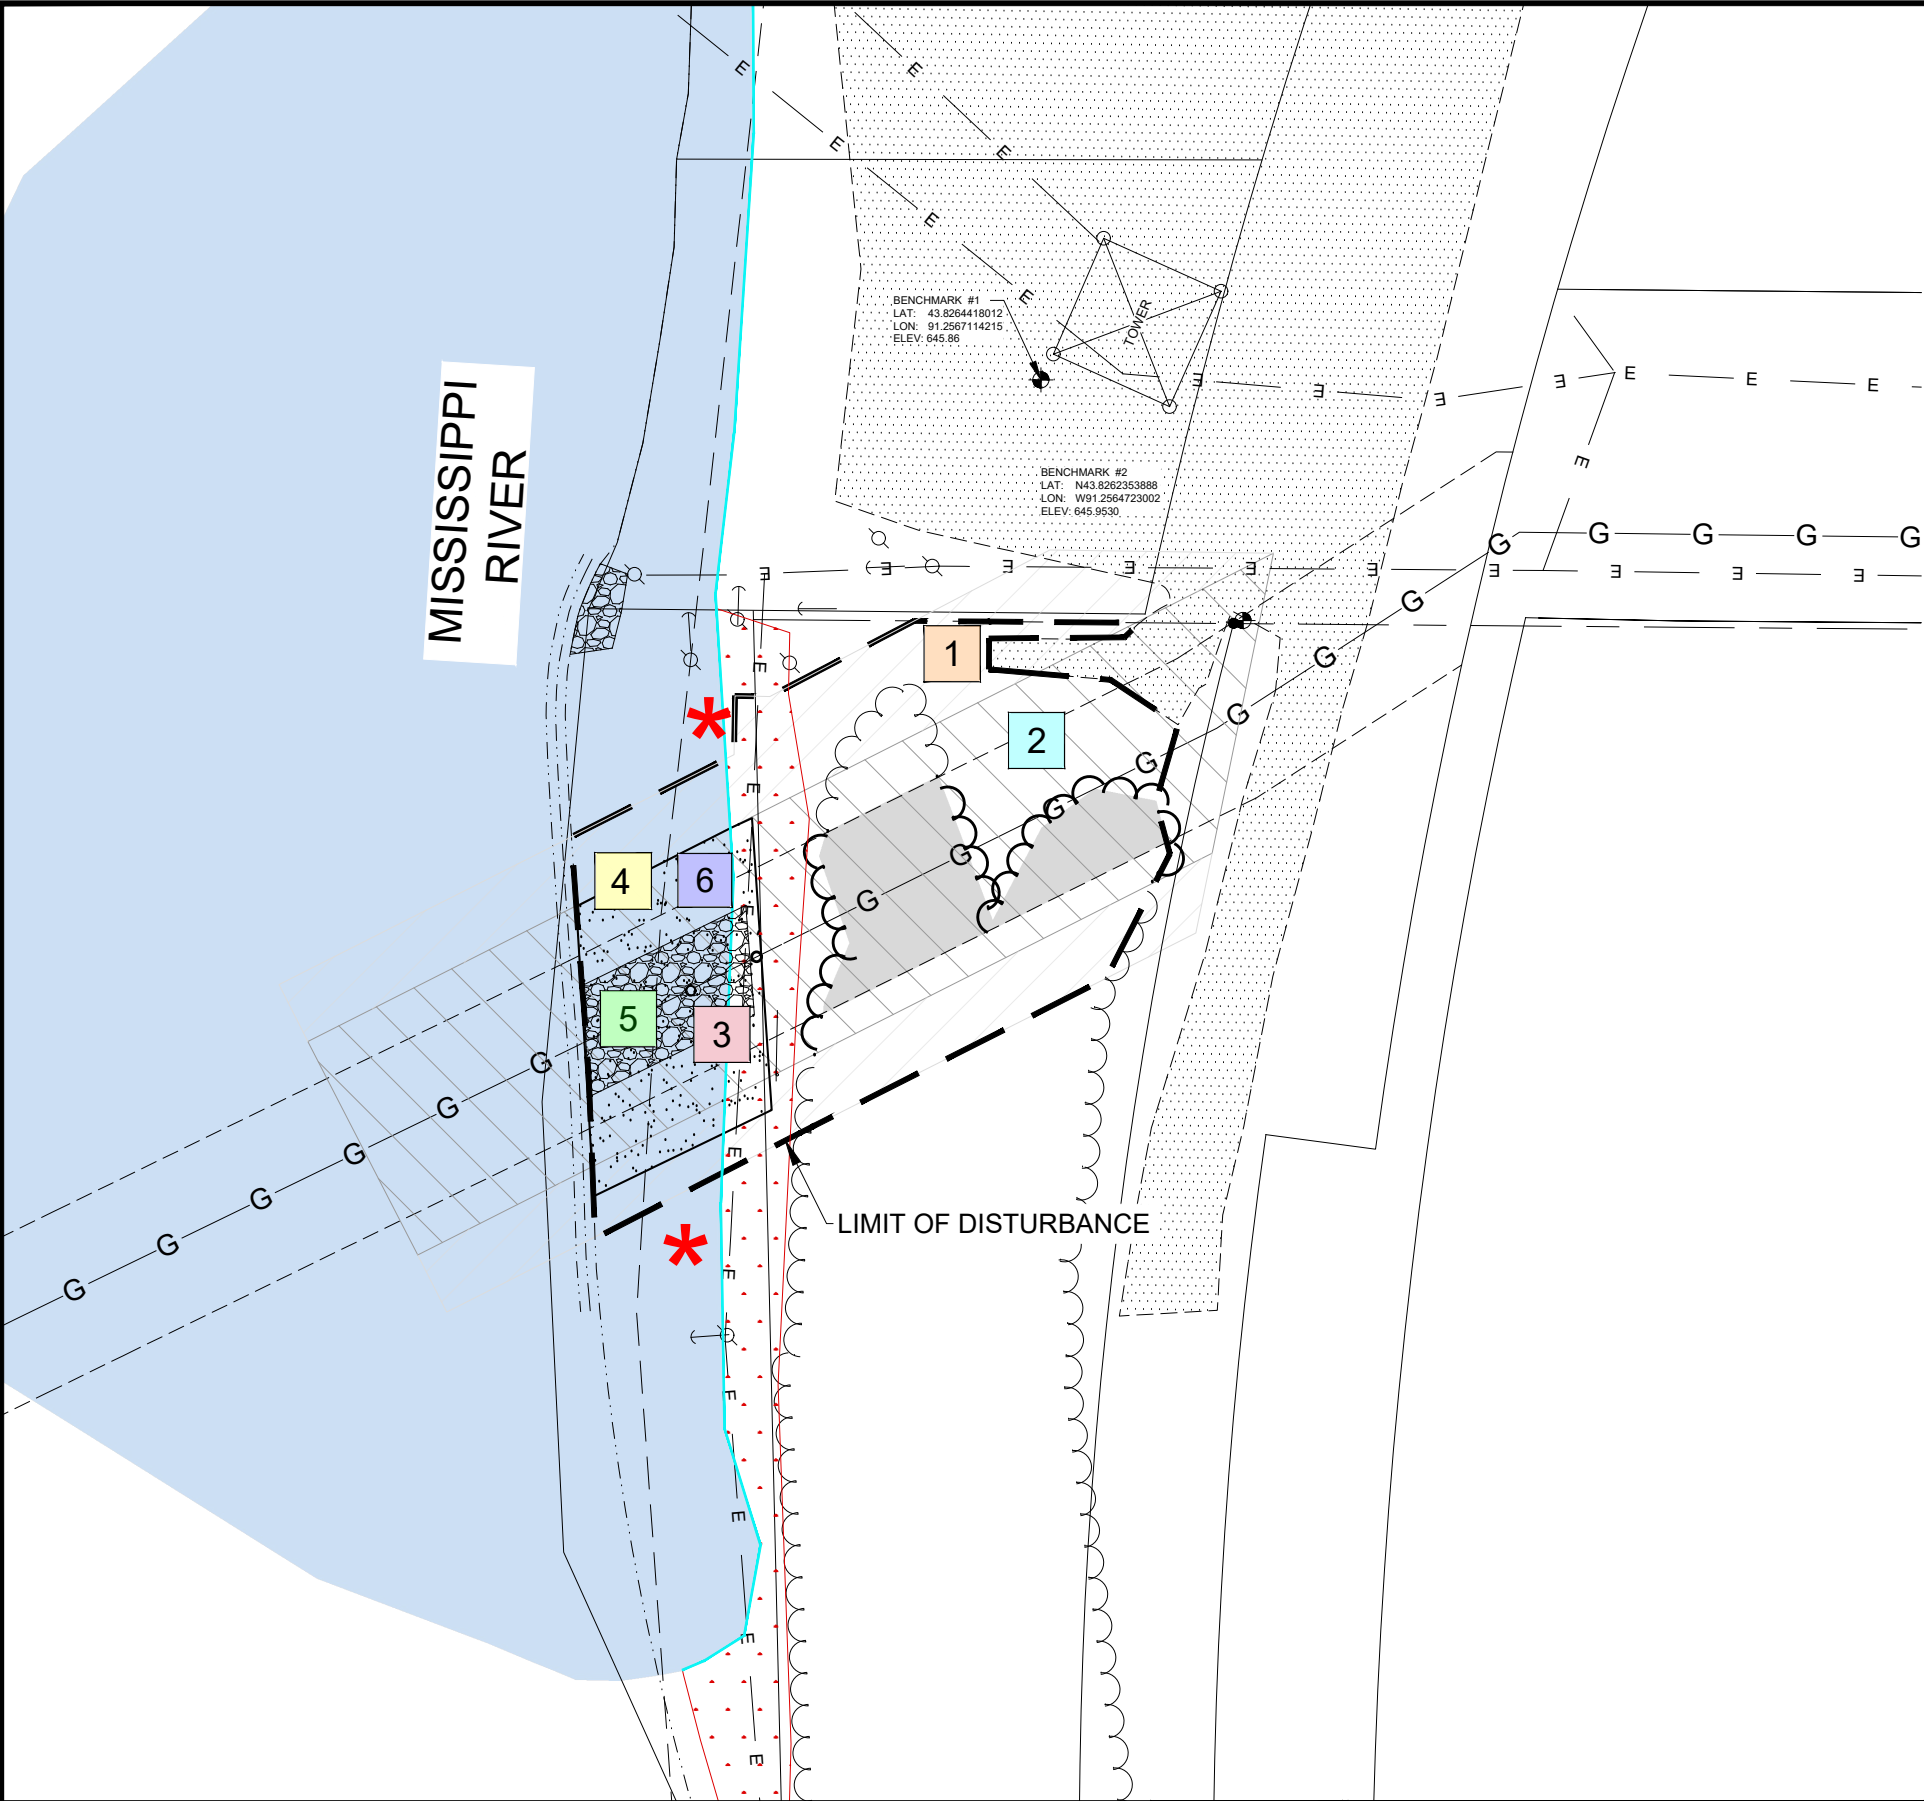 BENCHMARK #1
LAT: 43.8264418012
LON: 91.2567114215
ELEV: 645.86
TOWER
MISSISSIPPI
RIVER
BENCHMARK #2
LAT: N43.8262353888
LON: W91.2564723002
ELEV: 645.9530
E E E E E E E
E E E E E E E
E
G G G G G
E E E E E E E E E E
G G G G G G G
1
2
4
6
5
3
G G G G G G
E E E E E E E E E
*
*
LIMIT OF DISTURBANCE